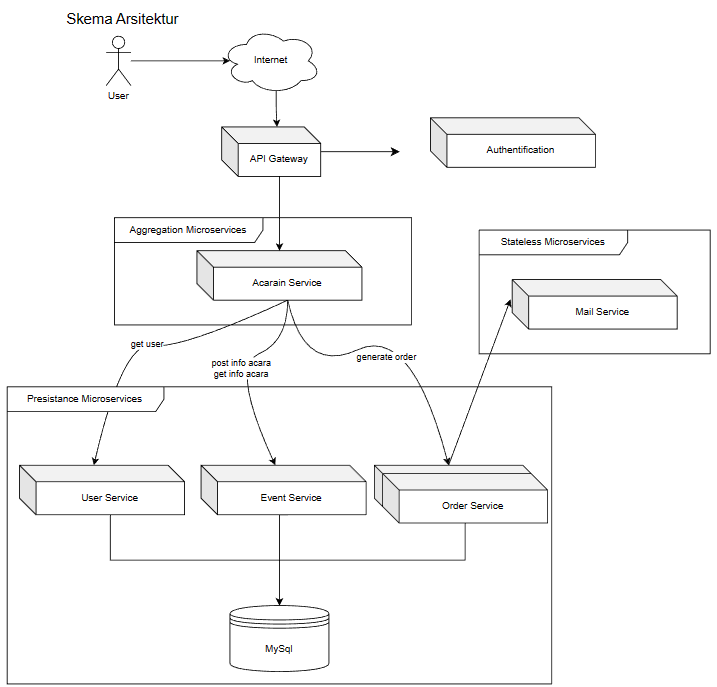 Skema Arsitektur
Internet
User
API Gateway
Authentification
Aggregation Microservices
Stateless Microservices
Acarain Service
Mail Service
get user
post info acara
get info acara
generate order
Presistance Microservices
User Service
Event Service
Order Service
MySql